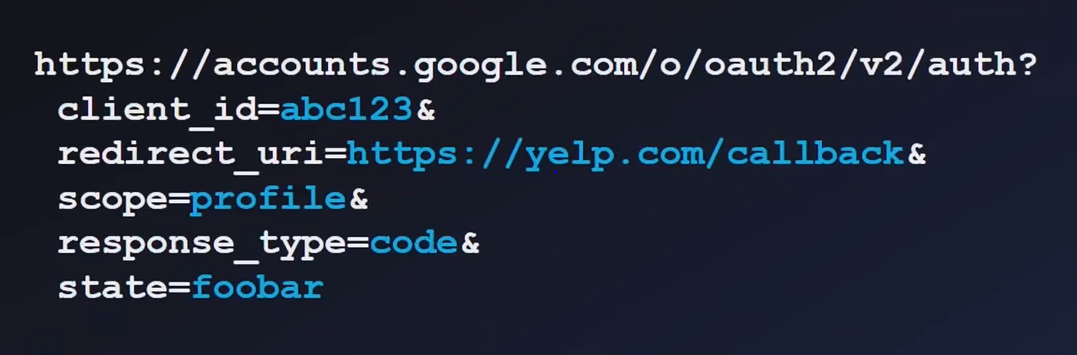 https://accounts.google.com/o/oauth2/v2/auth?
client_id=abc123&
redirect_uri=https://yelp.com/callback&
scope=profile&
response_type=code&
state=foobar